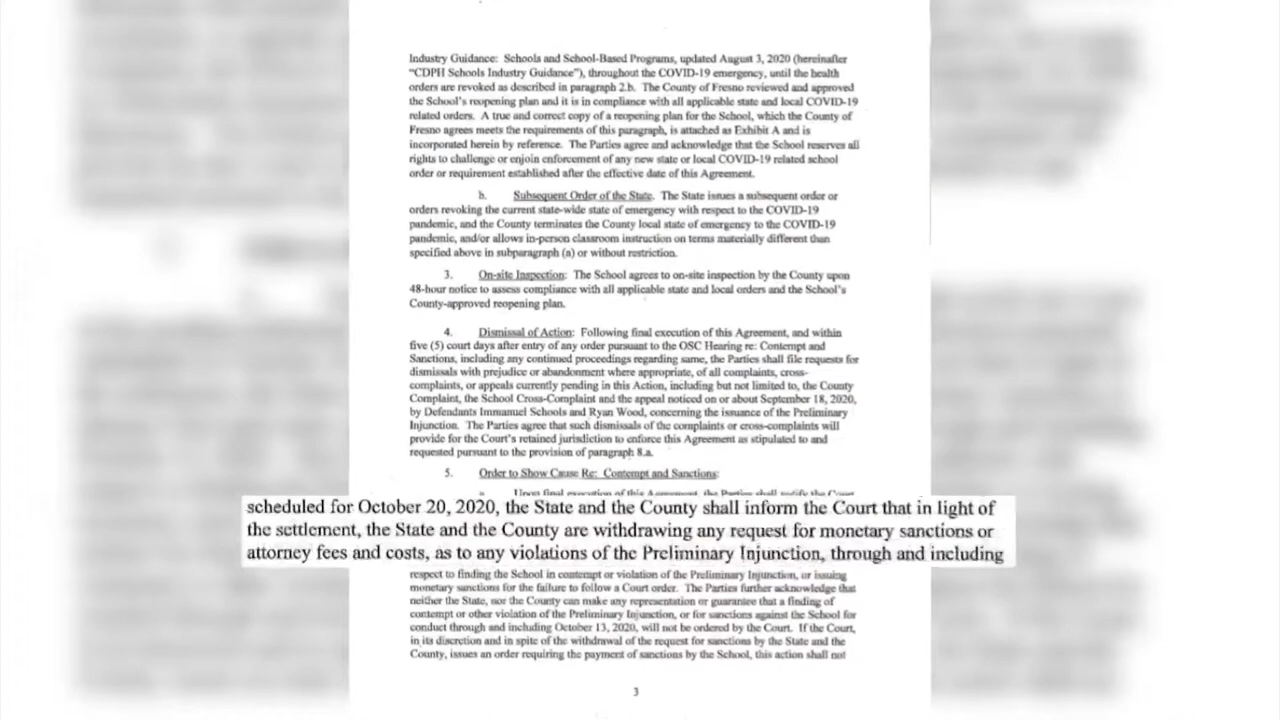 Industry Guidance: Schools and School-Based Programs, updated August 3, 2020 (hereinafter
"CDPH Schools Industry Guidance"), throughout the COVID-19 emergency, until the health
orders are revoked as described in paragraph 2.b. The County of Fresno reviewed and approved
the School's reopening plan and it is in compliance with all applicable state and local COVID-19
related orders. A true and correct copy of a reopening plan for the School, which the County of
Fresno agrees meets the requirements of this paragraph, is attached as Exhibit A and is
incorporated herein by reference. The Parties agree and acknowledge that the School reserves all
rights to challenge or enjoin enforcement of any new state or local COVID-19 related school
order or requirement established after the effective date of this Agreement.
b. Subsequent Order of the State. The State issues a subsequent order or
orders revoking the current state-wide state of emergency with respect to the COVID-19
pandemic, and the County terminates the County local state of emergency to the COVID-19
pandemic, and/or allows in-person classroom instruction on terms materially different than
specified above in subparagraph (a) or without restriction.
3. On-site Inspection: The School agrees to on-site inspection by the County upon
48-hour notice to assess compliance with all applicable state and local orders and the School's
County-approved reopening plan.
4. Dismissal of Action: Following final execution of this Agreement, and within
five (5) court days after entry of any order pursuant to the OSC Hearing re: Contempt and
Sanctions, including any continued proceedings regarding same, the Parties shall file requests for
dismissals with prejudice or abandonment where appropriate, of all complaints, cross-
complaints, or appeals currently pending in this Action, including but not limited to, the County
Complaint, the School Cross-Complaint and the appeal noticed on or about September 18, 2020,
by Defendants Immanuel Schools and Ryan Wood, concerning the issuance of the Preliminary
Injunction. The Parties agree that such dismissals of the complaints or cross-complaints will
provide for the Court's retained jurisdiction to enforce this Agreement as stipulated to and
requested pursuant to the provision of paragraph 8.a.
5. Order to Show Cause Re: Contempt and Sanctions:
a. Upon final execution of this Agreement, the Parties shall notify the Court
scheduled for October 20, 2020, the State and the County shall inform the Court that in light of
the settlement, the State and the County are withdrawing any request for monetary sanctions or
attorney fees and costs, as to any violations of the Preliminary Injunction, through and including
respect to finding the School in contempt or violation of the Preliminary Injunction, or issuing
monetary sanctions for the failure to follow a Court order. The Parties further acknowledge that
neither the State, nor the County can make any representation or guarantee that a finding of
contempt or other violation of the Preliminary Injunction, or for sanctions against the School for
conduct through and including October 13, 2020, will not be ordered by the Court. If the Court,
in its discretion and in spite of the withdrawal of the request for sanctions by the State and the
County, issues an order requiring the payment of sanctions by the School, this action shall not
3